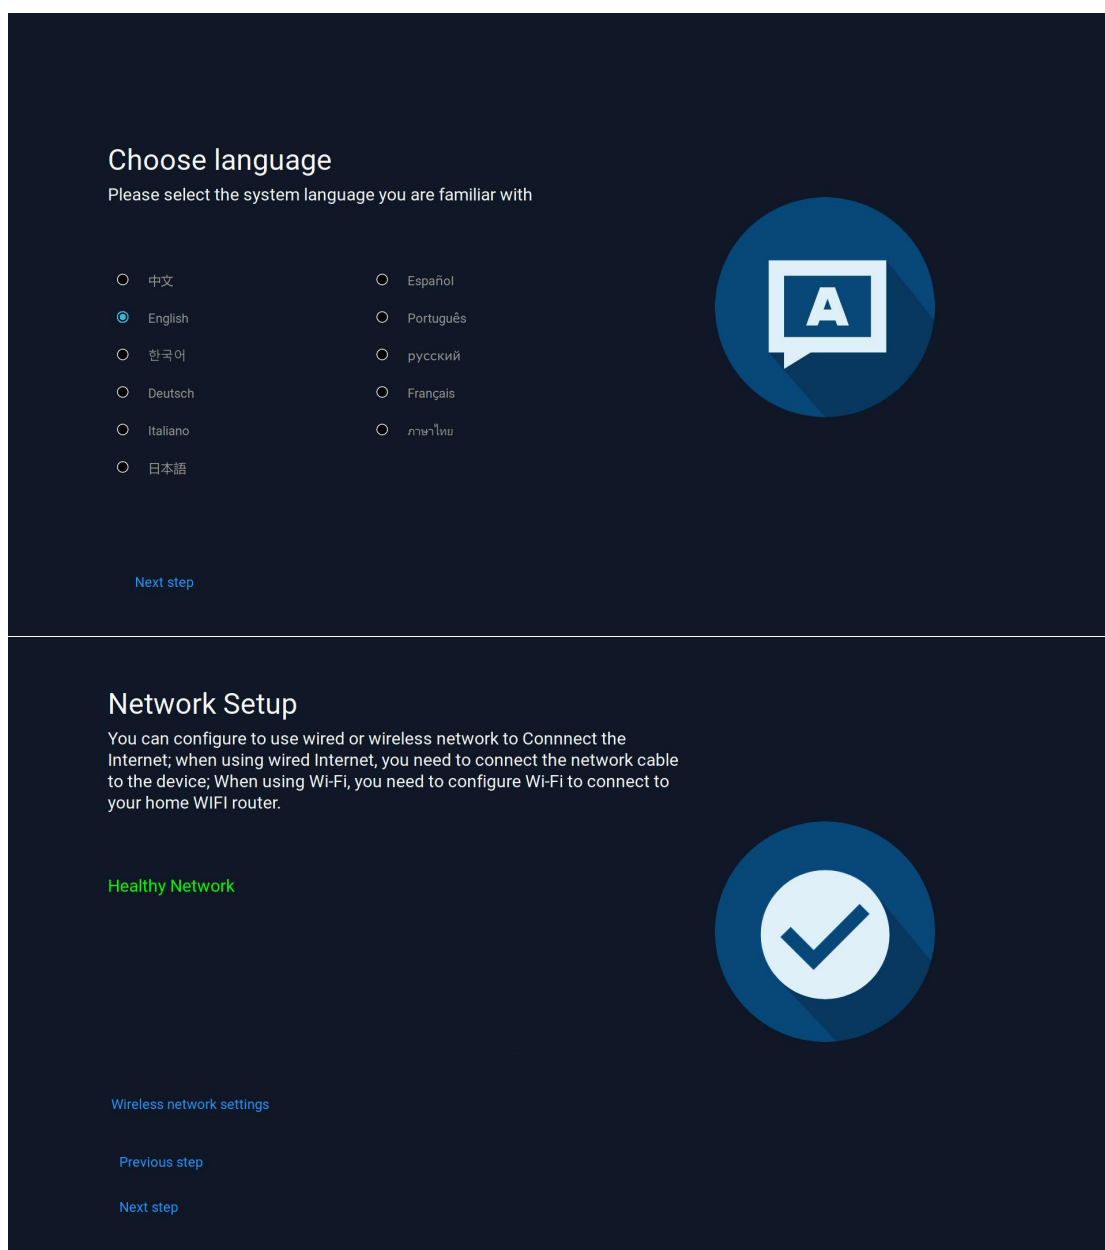 Choose language
Please select the system language you are familiar with
中文
English
한국어
Deutsch
Italiano
日本語
Español
Português
русский
Français
ภาษาไทย
A
Next step
Network Setup
You can configure to use wired or wireless network to Connnect the
Internet; when using wired Internet, you need to connect the network cable
to the device; When using Wi-Fi, you need to configure Wi-Fi to connect to
your home WIFI router.
Healthy Network
Wireless network settings
Previous step
Next step